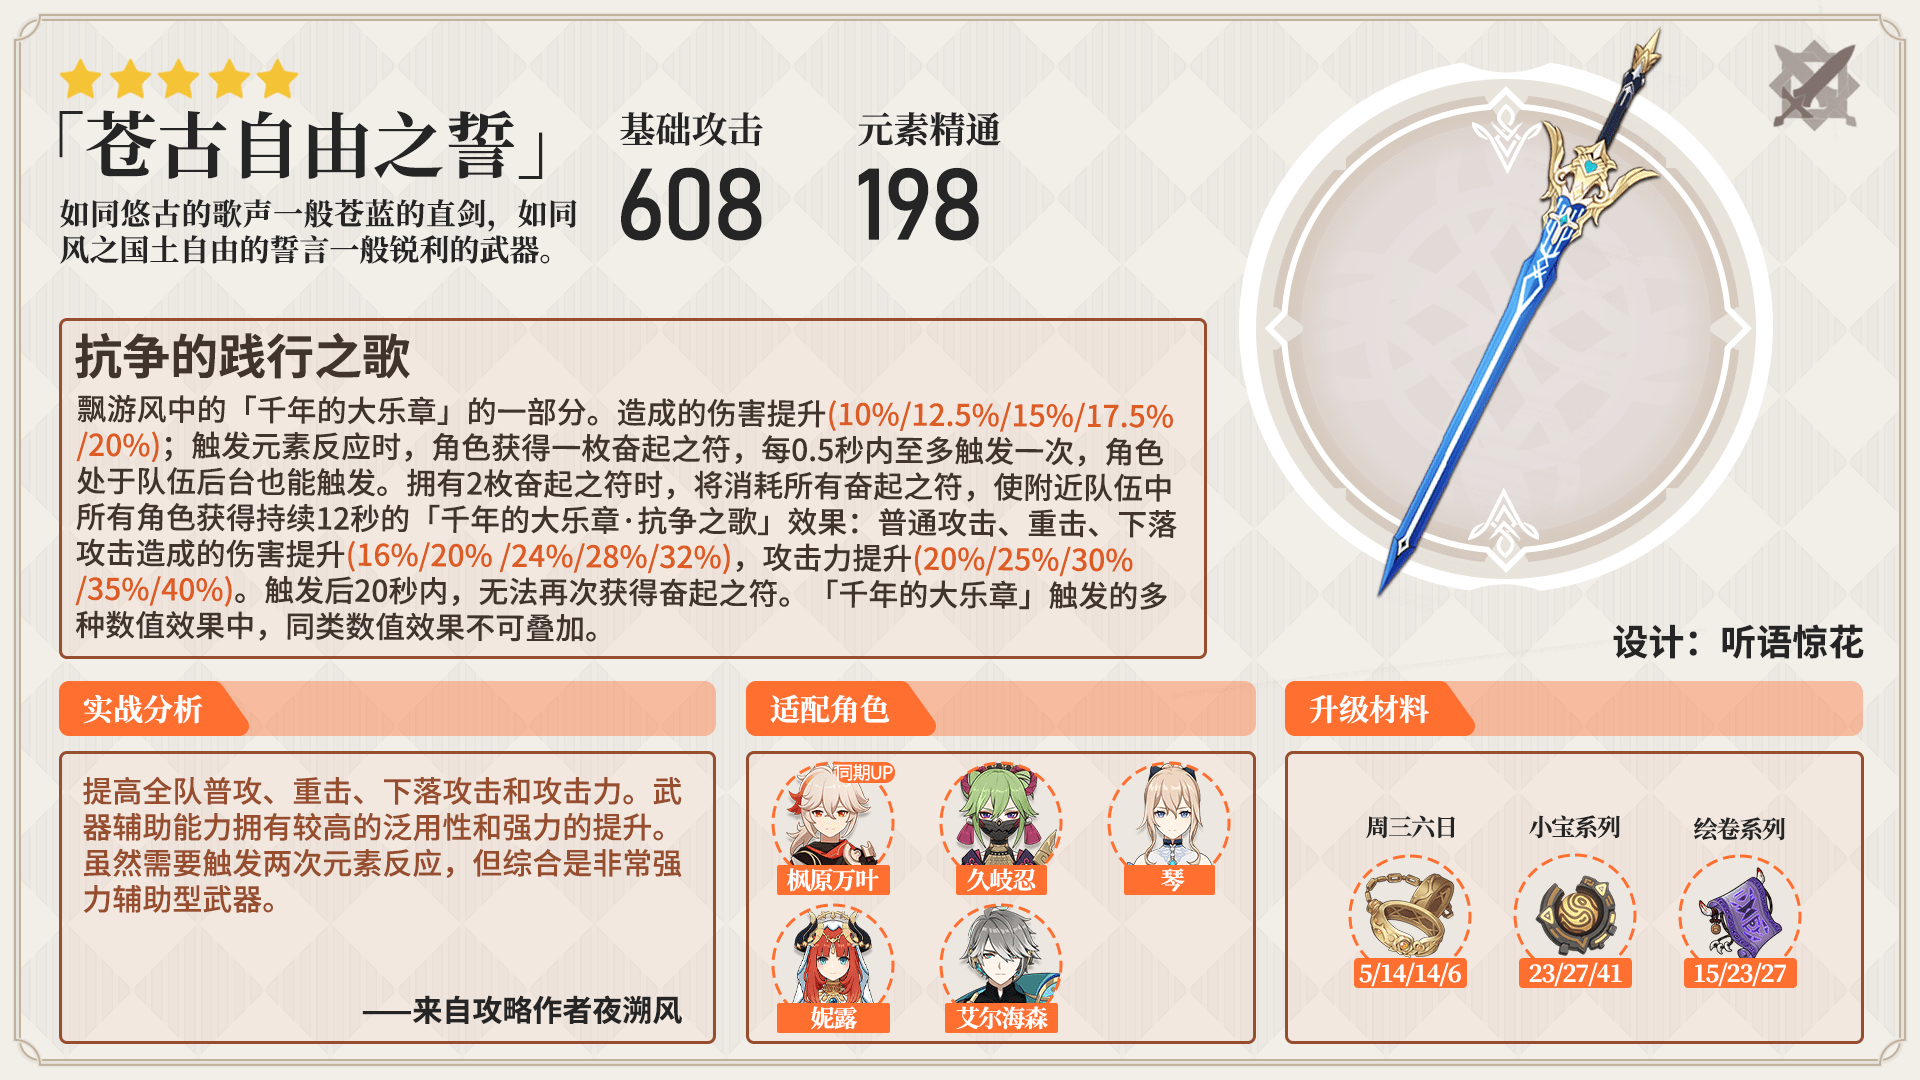 「苍古自由之誓」
如同悠古的歌声一般苍蓝的直剑，如同
风之国土自由的誓言一般锐利的武器。
基础攻击
608
元素精通
198
抗争的践行之歌
飘游风中的「千年的大乐章」的一部分。造成的伤害提升(10%/12.5%/15%/17.5%
/20%)；触发元素反应时，角色获得一枚奋起之符，每0.5秒内至多触发一次，角色
处于队伍后台也能触发。拥有2枚奋起之符时，将消耗所有奋起之符，使附近队伍中
所有角色获得持续12秒的「千年的大乐章·抗争之歌」效果：普通攻击、重击、下落
攻击造成的伤害提升(16%/20% /24%/28%/32%)，攻击力提升(20%/25%/30%
/35%/40%)。触发后20秒内，无法再次获得奋起之符。「千年的大乐章」触发的多
种数值效果中，同类数值效果不可叠加。
设计：听语惊花
实战分析
提高全队普攻、重击、下落攻击和攻击力。武
器辅助能力拥有较高的泛用性和强力的提升。
虽然需要触发两次元素反应，但综合是非常强
力辅助型武器。
——来自攻略作者夜溯风
适配角色
同期UP
枫原万叶
久岐忍
琴
妮露
艾尔海森
升级材料
周三六日
小宝系列
绘卷系列
5/14/14/6
23/27/41
15/23/27